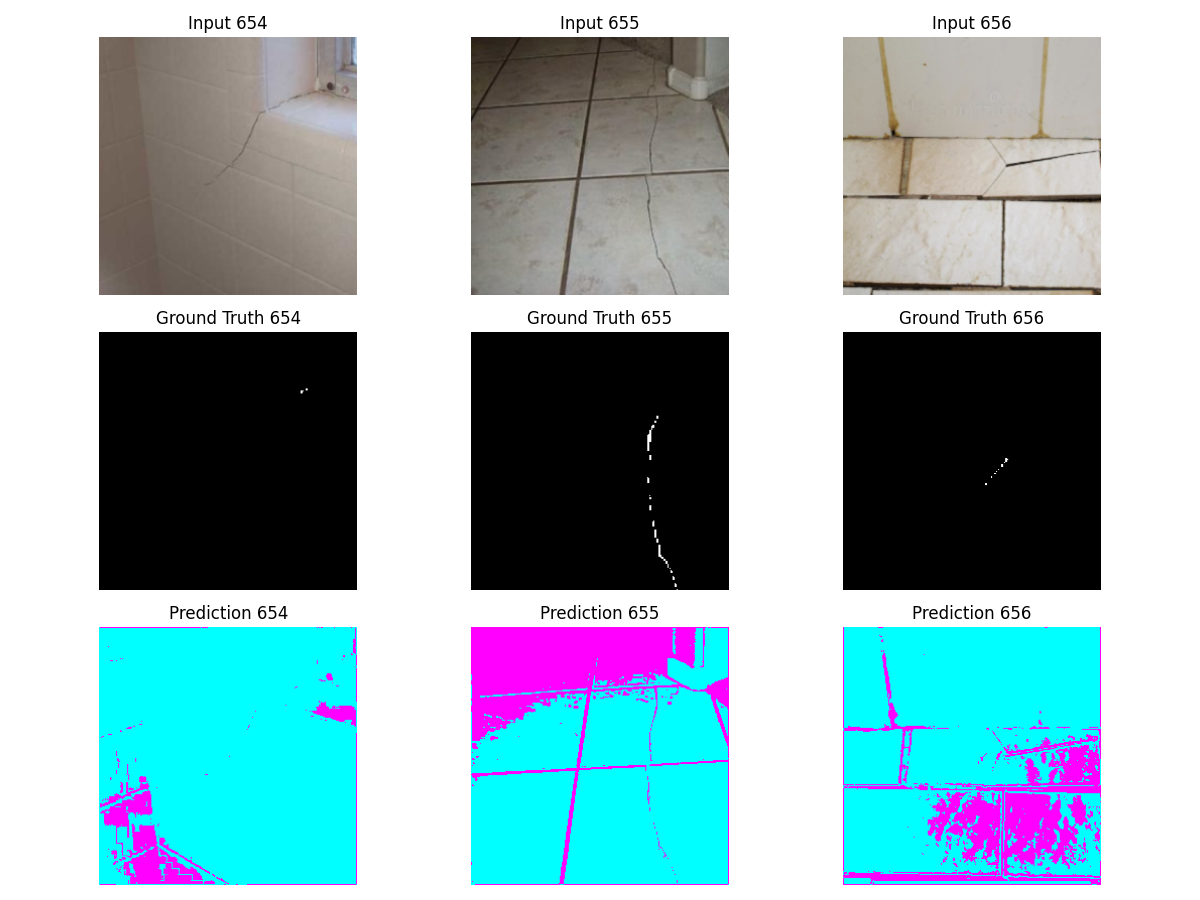 Input 654
Input 655
Input 656
Ground Truth 654
Ground Truth 655
Ground Truth 656
Prediction 654
Prediction 655
Prediction 656